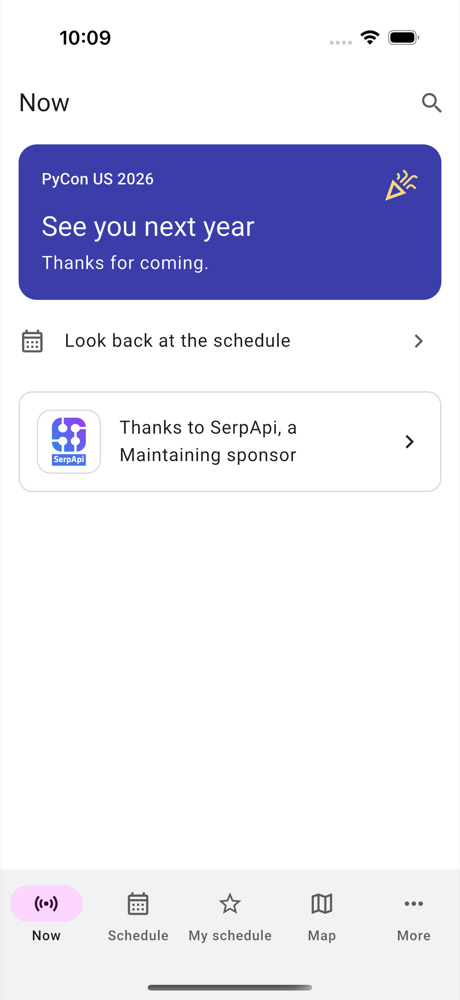 10:09
Now
PyCon US 2026
See you next year
Thanks for coming.
Look back at the schedule
SerpApi
Thanks to SerpApi, a
Maintaining sponsor
Now
Schedule
My schedule
Map
More